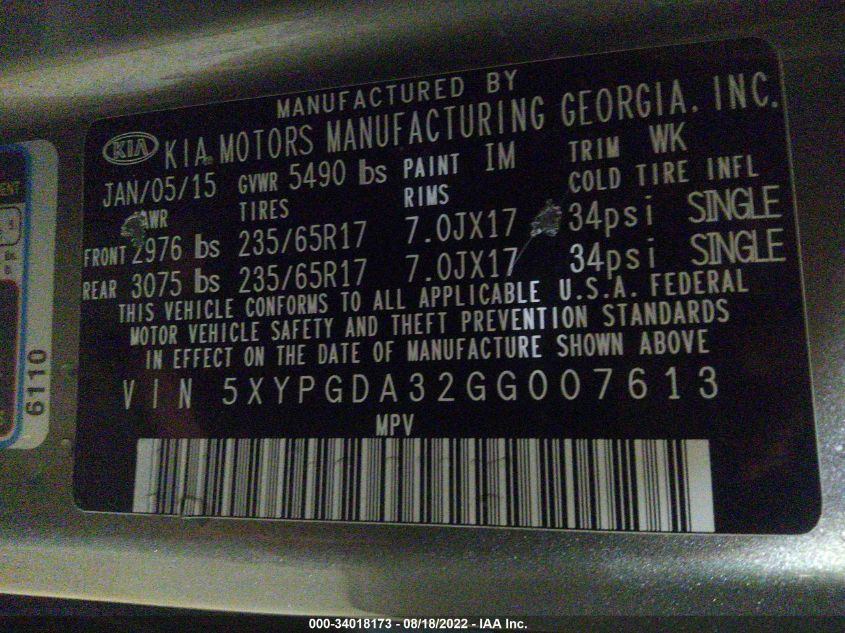 MANUFACTURED BY
KIA KIA MOTORS MANUFACTURING GEORGIA, INC.
JAN/05/15 GVWR 5490 lbs PAINT IM TRIM WK
TIRES RIMS COLD TIRE INFL
FRONT 2976 lbs 235/65R17 7.0JX17 34psi SINGLE
REAR 3075 lbs 235/65R17 7.0JX17 34psi SINGLE
THIS VEHICLE CONFORMS TO ALL APPLICABLE U.S.A. FEDERAL
MOTOR VEHICLE SAFETY AND THEFT PREVENTION STANDARDS
IN EFFECT ON THE DATE OF MANUFACTURE SHOWN ABOVE
VIN 5XYPGDA32GG007613
MPV
6110
000-34018173 - 08/18/2022 - IAA Inc.